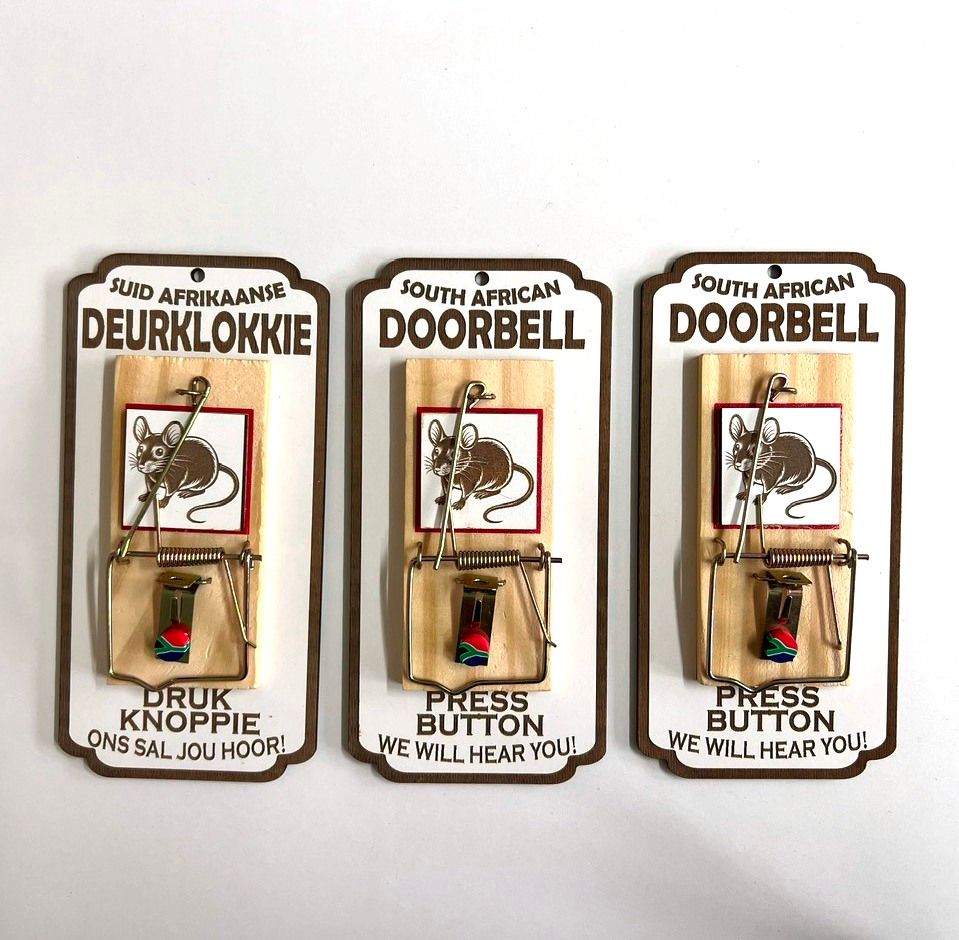 SUID AFRIKAANSE
DEURKLOKKIE
DRUK
KNOPPIE
ONS SAL JOU HOOR!
SOUTH AFRICAN
DOORBELL
PRESS
BUTTON
WE WILL HEAR YOU!
SOUTH AFRICAN
DOORBELL
PRESS
BUTTON
WE WILL HEAR YOU!